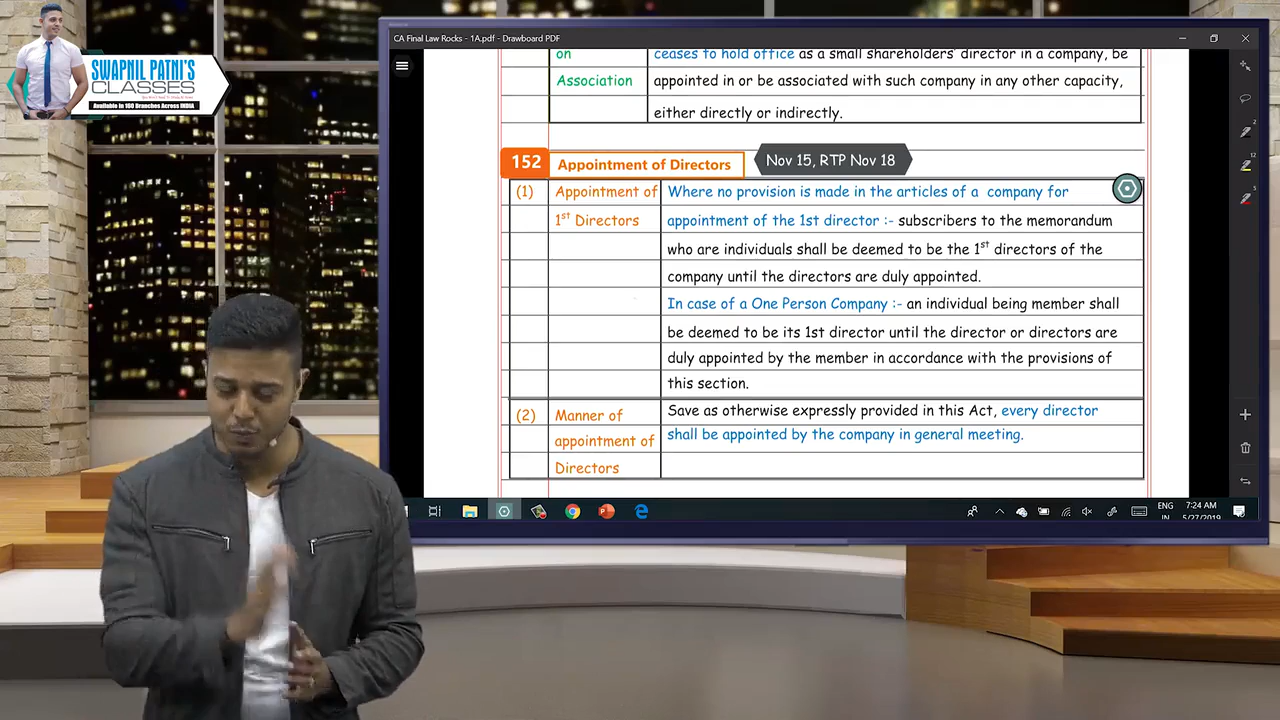 SWAPNIL PATNI'S
CLASSES
Available in 160 Branches Across INDIA
CA Final Law Rocks - 1A.pdf - Drawboard PDF
on
ceases to hold office as a small shareholders' director in a company, be
Association
appointed in or be associated with such company in any other capacity,
either directly or indirectly.
152 Appointment of Directors Nov 15, RTP Nov 18
(1) Appointment of Where no provision is made in the articles of a company for
1st Directors appointment of the 1st director :- subscribers to the memorandum
who are individuals shall be deemed to be the 1st directors of the
company until the directors are duly appointed.
In case of a One Person Company :- an individual being member shall
be deemed to be its 1st director until the director or directors are
duly appointed by the member in accordance with the provisions of
this section.
(2) Manner of Save as otherwise expressly provided in this Act, every director
appointment of shall be appointed by the company in general meeting.
Directors
ENG 7:24 AM
IN 5/27/2019